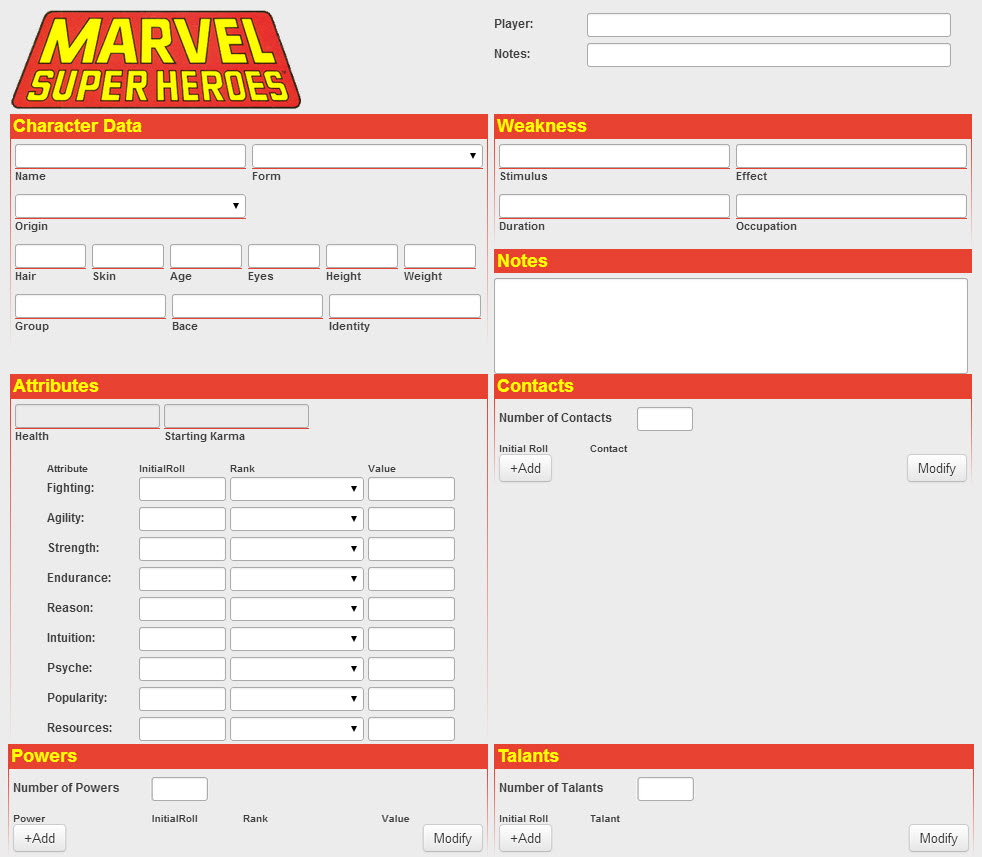 MARVEL
SUPER HEROES
Player:
Notes:
Character Data
Name Form
Origin
Hair Skin Age Eyes Height Weight
Group Bace Identity
Weakness
Stimulus Effect
Duration Occupation
Notes
Attributes
Health Starting Karma
Attribute InitialRoll Rank Value
Fighting:
Agility:
Strength:
Endurance:
Reason:
Intuition:
Psyche:
Popularity:
Resources:
Contacts
Number of Contacts
Initial Roll Contact
+Add Modify
Powers
Number of Powers
Power InitialRoll Rank Value
+Add Modify
Talants
Number of Talants
Initial Roll Talant
+Add Modify